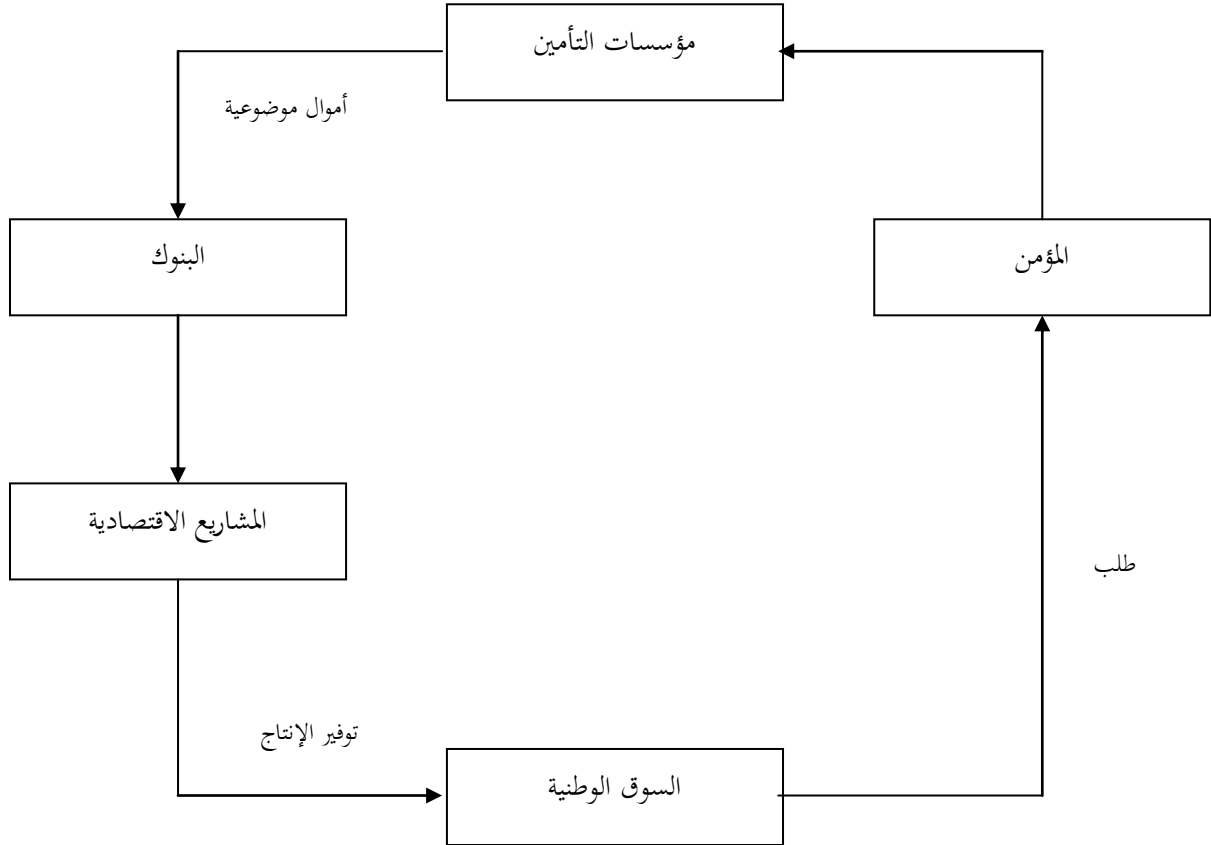 مؤسسات التأمين
أموال موضوعية
المؤمن
البنوك
المشاريع الاقتصادية
طلب
توفير الإنتاج
السوق الوطنية